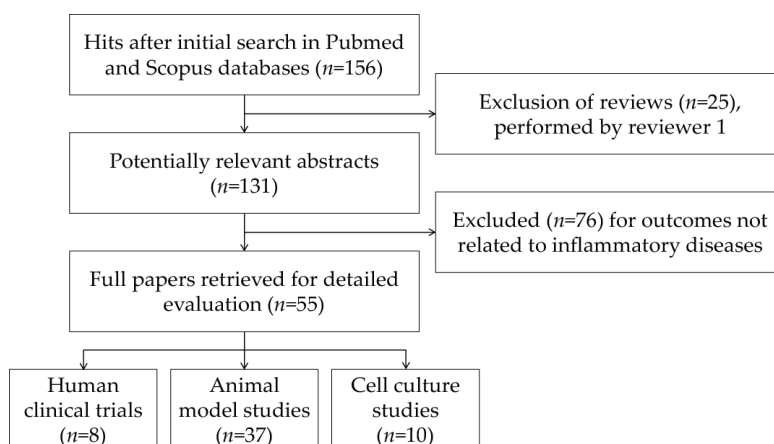 Hits after initial search in Pubmed
and Scopus databases (n=156)
Exclusion of reviews (n=25),
performed by reviewer 1
Potentially relevant abstracts
(n=131)
Excluded (n=76) for outcomes not
related to inflammatory diseases
Full papers retrieved for detailed
evaluation (n=55)
Human
clinical trials
(n=8)
Animal
model studies
(n=37)
Cell culture
studies
(n=10)